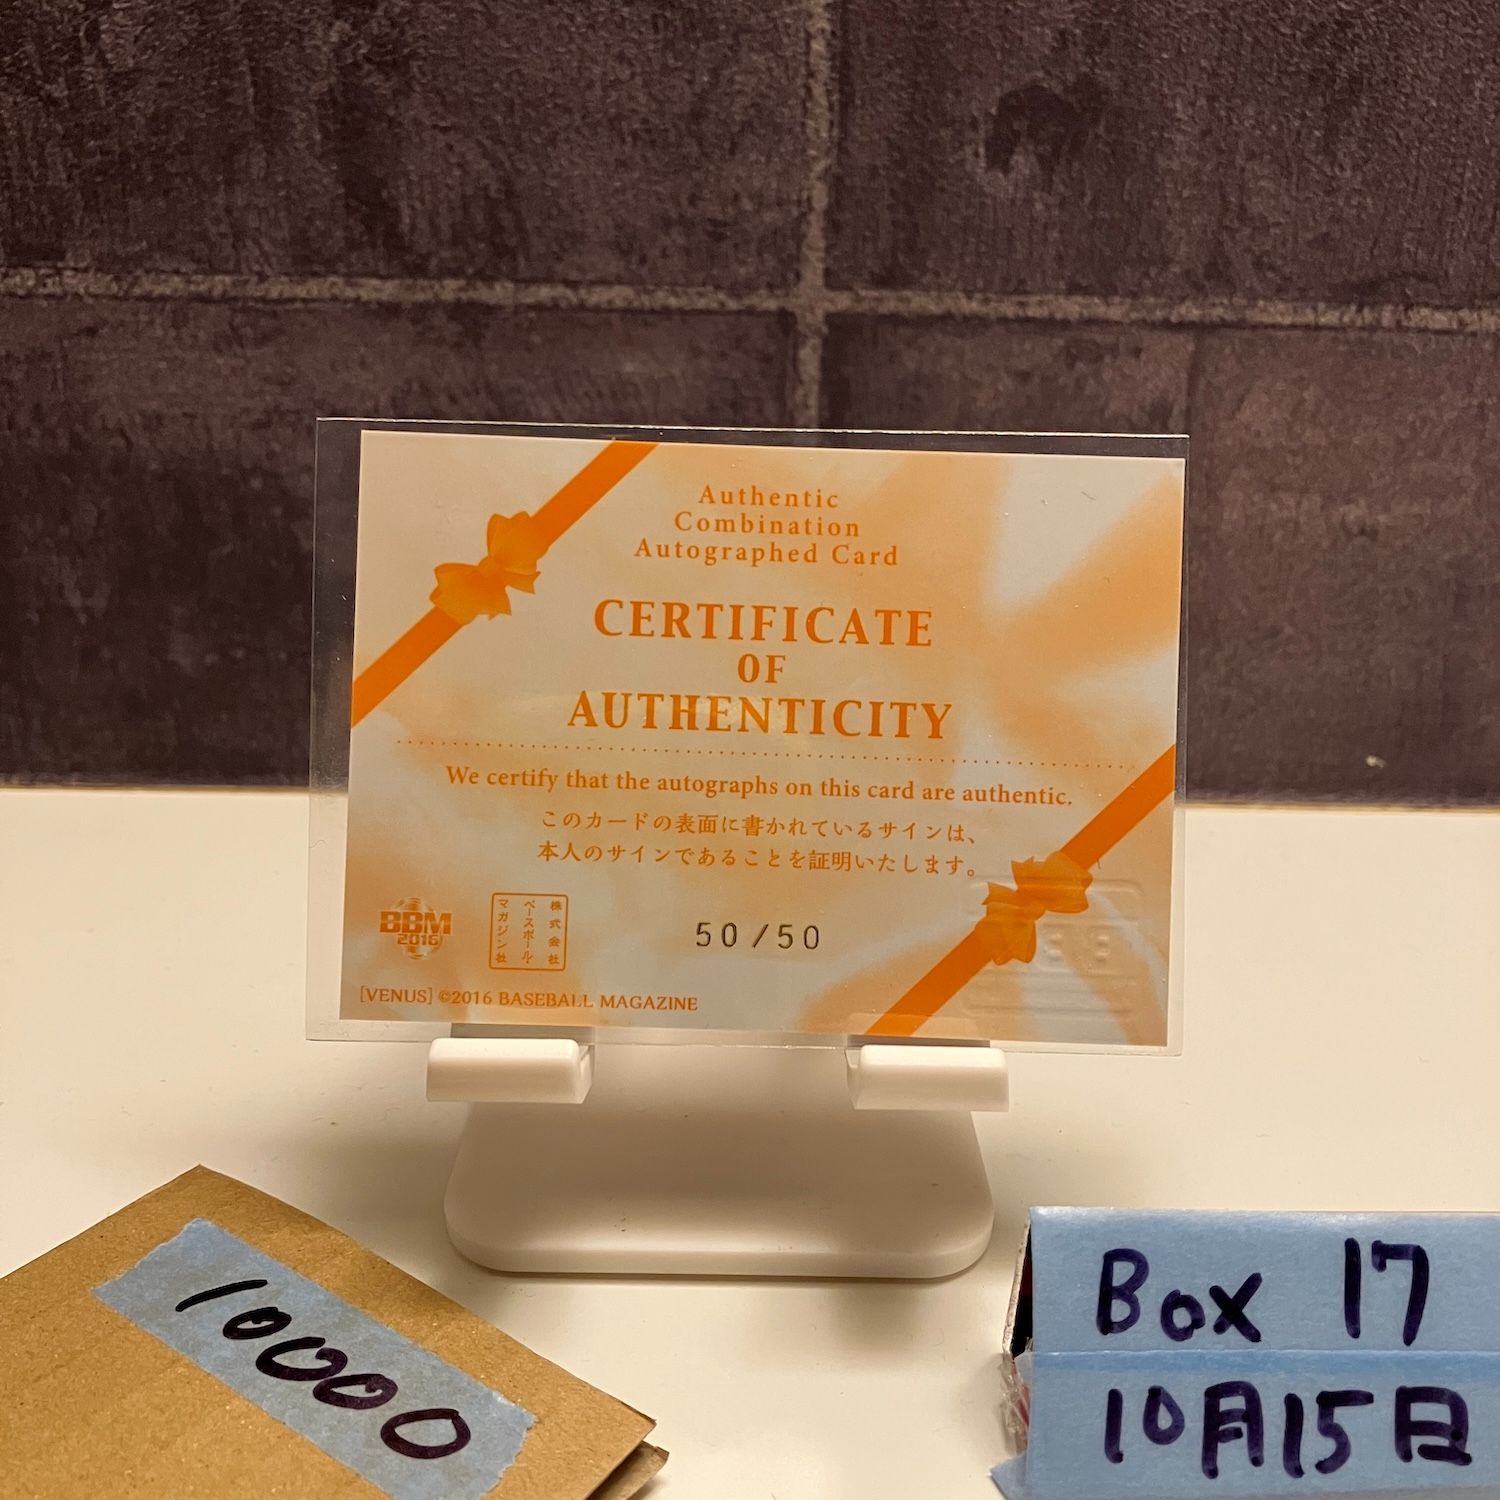 Authentic
Combination
Autographed Card
CERTIFICATE
OF
AUTHENTICITY
We certify that the autographs on this card are authentic.
このカードの表面に書かれているサインは、
本人のサインであることを証明いたします。
BBM
2016
株式会社
ベースボール
マガジン社
50/50
[VENUS] ©2016 BASEBALL MAGAZINE
10000
Box 17
10月15日